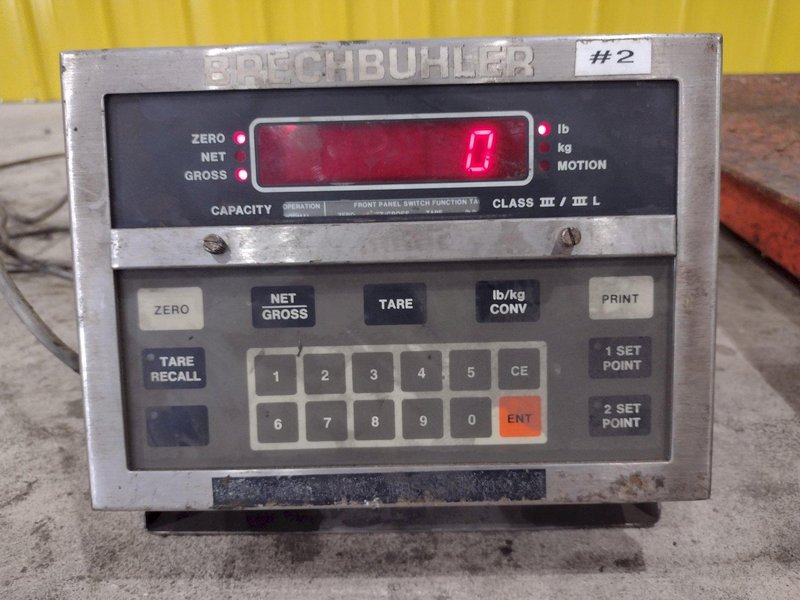 BRECHBUHLER #2
ZERO
NET
GROSS
0
lb
kg
MOTION
CAPACITY
OPERATION FRONT PANEL SWITCH FUNCTION TA
CLASS III / III L
ZERO
NET
GROSS
TARE
lb/kg
CONV
PRINT
TARE
RECALL
1 2 3 4 5 CE
6 7 8 9 0 ENT
1 SET
POINT
2 SET
POINT